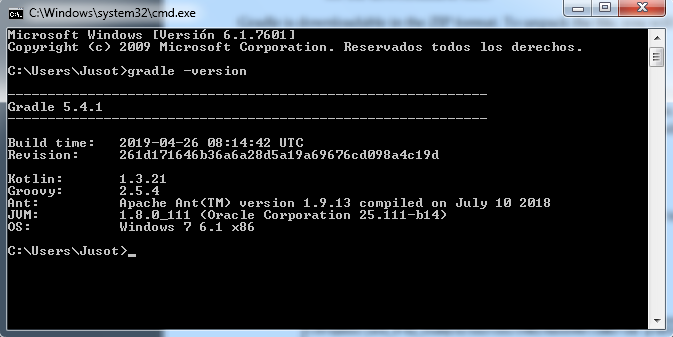 C:\Windows\system32\cmd.exe
Microsoft Windows [Versión 6.1.7601]
Copyright (c) 2009 Microsoft Corporation. Reservados todos los derechos.
C:\Users\Jusot>gradle -version
------------------------------------------------------------
Gradle 5.4.1
------------------------------------------------------------
Build time:   2019-04-26 08:14:42 UTC
Revision:     261d171646b36a6a28d5a19a69676cd098a4c19d
Kotlin:       1.3.21
Groovy:       2.5.4
Ant:          Apache Ant(TM) version 1.9.13 compiled on July 10 2018
JVM:          1.8.0_111 (Oracle Corporation 25.111-b14)
OS:           Windows 7 6.1 x86
C:\Users\Jusot>_